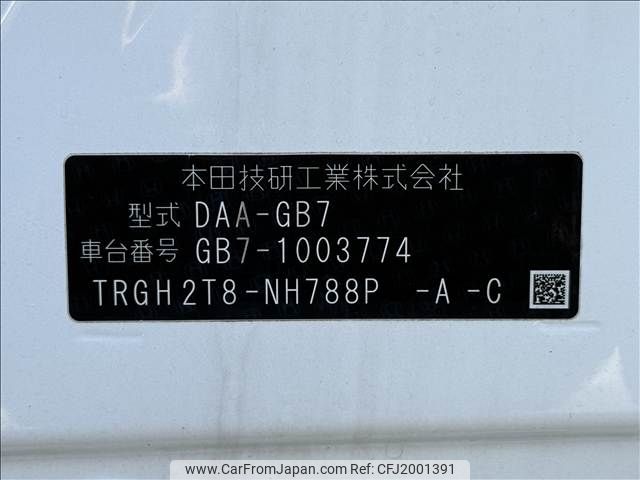 本田技研工業株式会社
型式 DAA-GB7
車台番号 GB7-1003774
TRGH2T8-NH788P -A -C
www.CarFromJapan.com | CFJ2001391